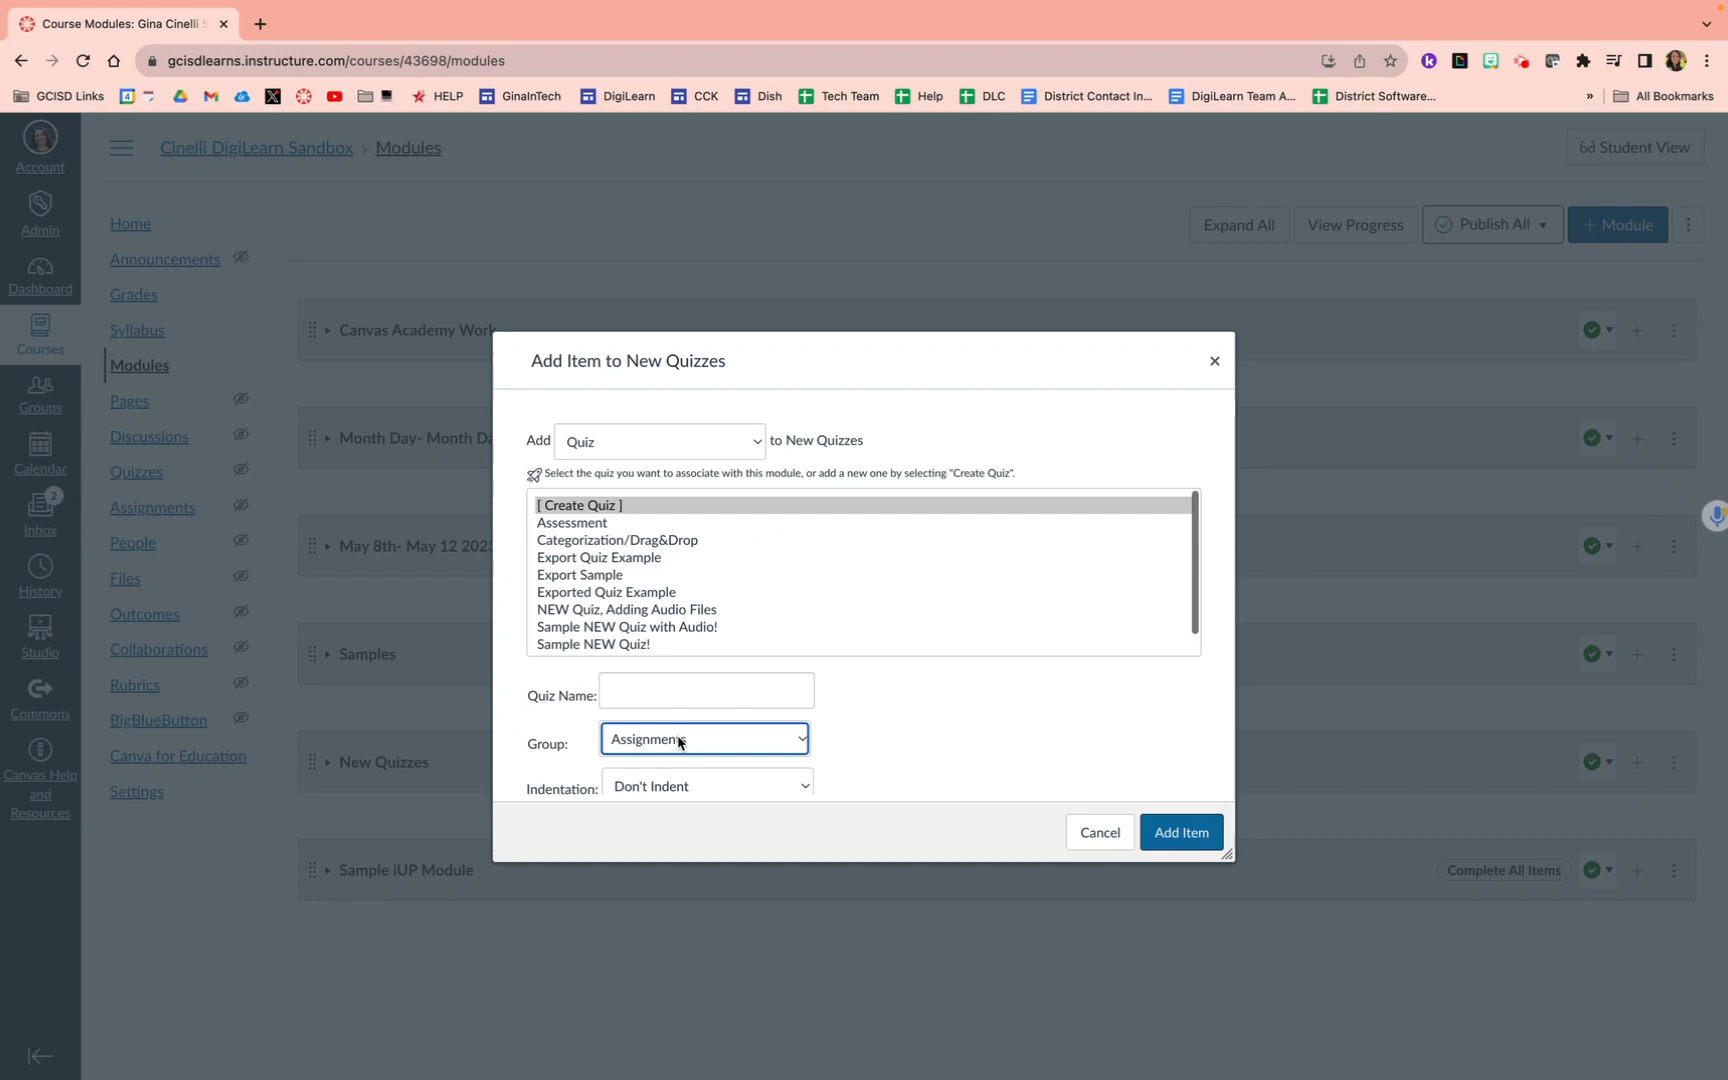 Course Modules: Gina Cinelli S
gcisdlearns.instructure.com/courses/43698/modules
GCISD Links
HELP
GinaInTech
DigiLearn
CCK
Dish
Tech Team
Help
DLC
District Contact In...
DigiLearn Team A...
District Software...
»
All Bookmarks
Account
Admin
Dashboard
Courses
Groups
Calendar
2
Inbox
History
Studio
Commons
Canvas Help
and
Resources
Cinelli DigiLearn Sandbox › Modules
Student View
Home
Announcements
Grades
Syllabus
Modules
Pages
Discussions
Quizzes
Assignments
People
Files
Outcomes
Collaborations
Rubrics
BigBlueButton
Canva for Education
Settings
Expand All
View Progress
Publish All
+ Module
Canvas Academy Work
Month Day- Month Da
May 8th- May 12 202
Samples
New Quizzes
Sample iUP Module
Complete All Items
Add Item to New Quizzes
Add Quiz to New Quizzes
Select the quiz you want to associate with this module, or add a new one by selecting "Create Quiz".
[ Create Quiz ]
Assessment
Categorization/Drag&Drop
Export Quiz Example
Export Sample
Exported Quiz Example
NEW Quiz, Adding Audio Files
Sample NEW Quiz with Audio!
Sample NEW Quiz!
Quiz Name:
Group: Assignments
Indentation: Don't Indent
Cancel
Add Item